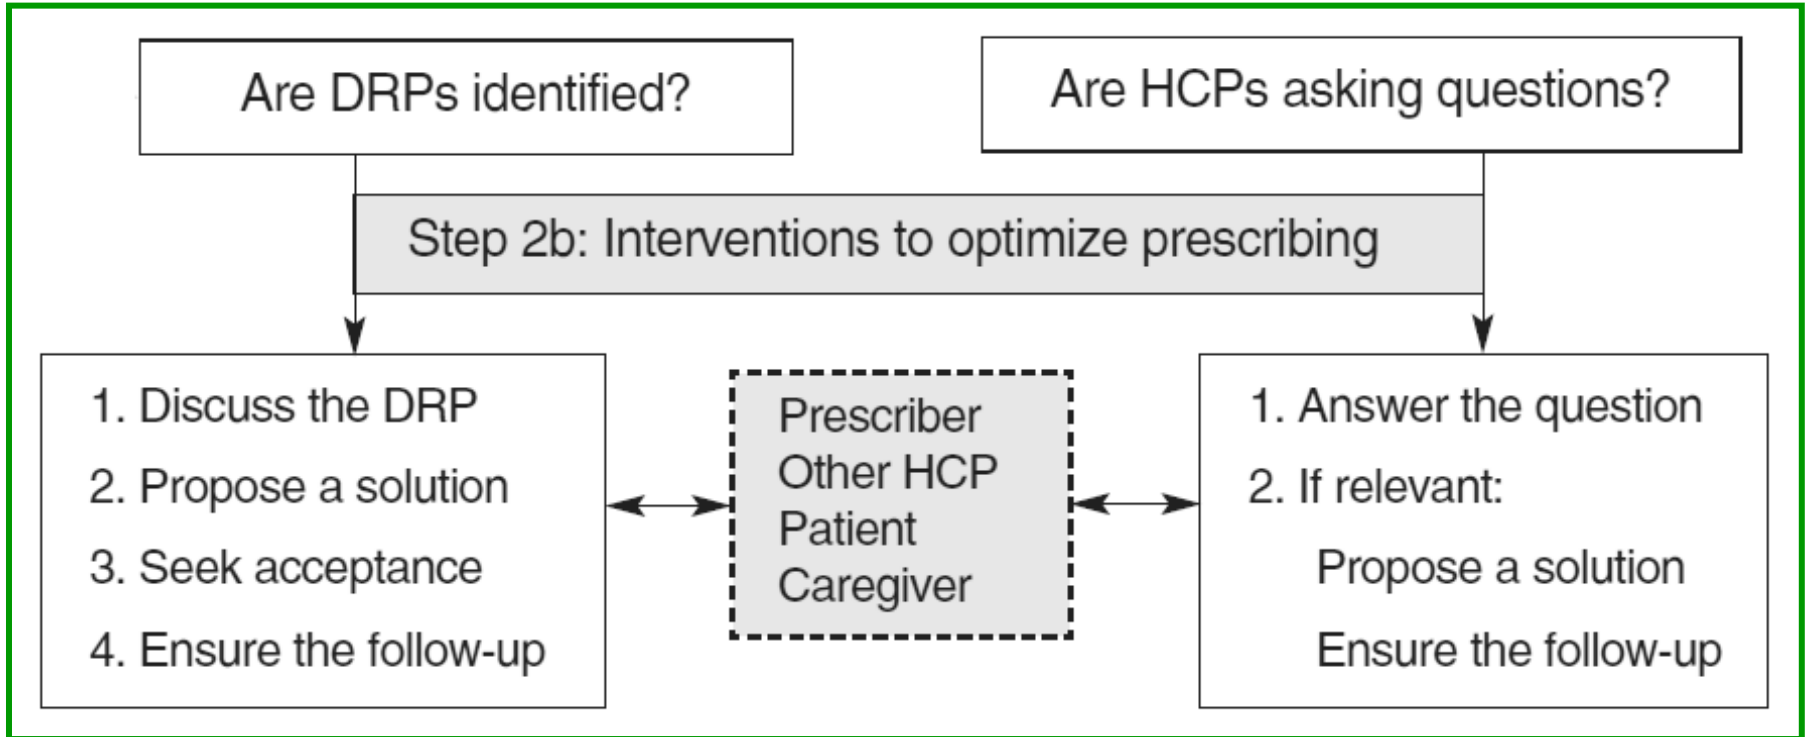 Are DRPs identified?
Are HCPs asking questions?
Step 2b: Interventions to optimize prescribing
1. Discuss the DRP
2. Propose a solution
3. Seek acceptance
4. Ensure the follow-up
Prescriber
Other HCP
Patient
Caregiver
1. Answer the question
2. If relevant:
Propose a solution
Ensure the follow-up